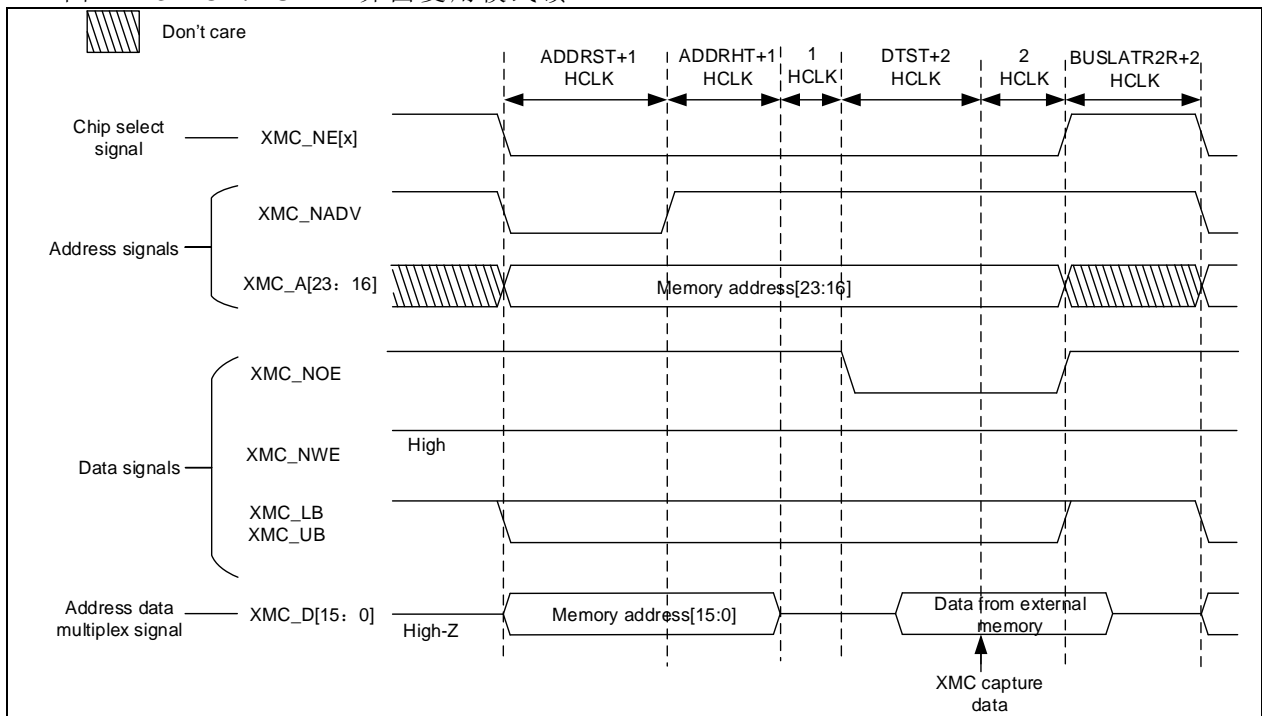 Don't care
ADDRST+1
HCLK
ADDRHT+1
HCLK
1
HCLK
DTST+2
HCLK
2
HCLK
BUSLATR2R+2
HCLK
Chip select
signal
XMC_NE[x]
XMC_NADV
Address signals
XMC_A[23：16]
Memory address[23:16]
XMC_NOE
High
XMC_NWE
Data signals
XMC_LB
XMC_UB
Address data
multiplex signal
XMC_D[15：0]
High-Z
Memory address[15:0]
Data from external
memory
XMC capture
data